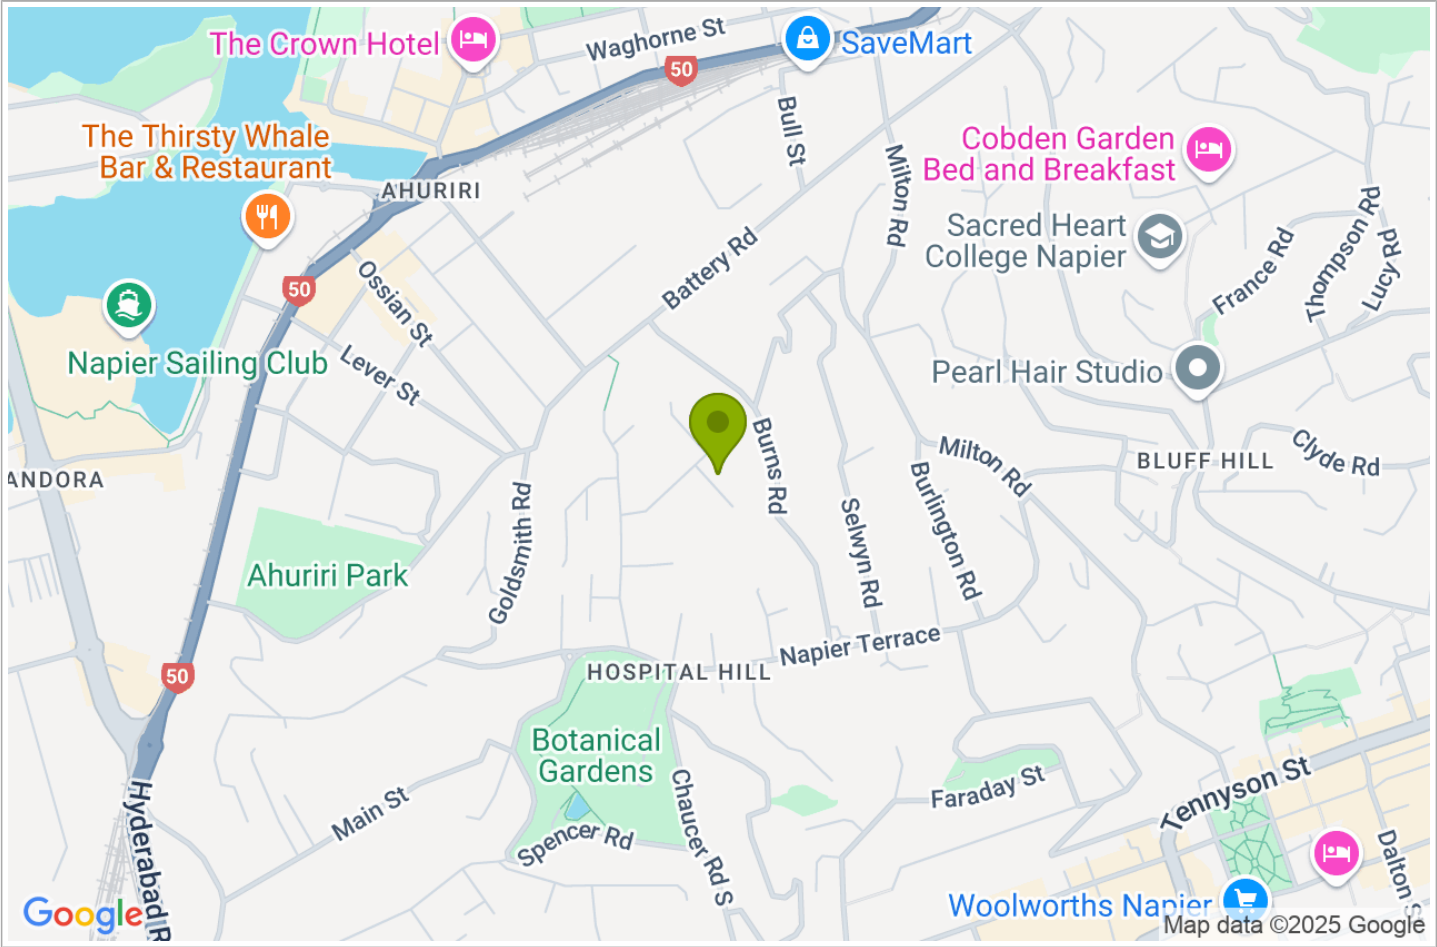 The Crown Hotel
Waghorne St
SaveMart
50
Bull St
The Thirsty Whale
Bar & Restaurant
Cobden Garden
Bed and Breakfast
Milton Rd
AHURIRI
Sacred Heart
College Napier
Thompson Rd
Lucy Rd
France Rd
Battery Rd
50
Ossian St
Napier Sailing Club
Lever St
Pearl Hair Studio
Burns Rd
Milton Rd
BLUFF HILL
Clyde Rd
ANDORA
Burlington Rd
Selwyn Rd
Goldsmith Rd
Ahuriri Park
Napier Terrace
50
HOSPITAL HILL
Botanical
Gardens
Chaucer Rd S
Faraday St
Tennyson St
Main St
Spencer Rd
Hyderabad R
Dalton S
Woolworths Napier
Google
Map data ©2025 Google